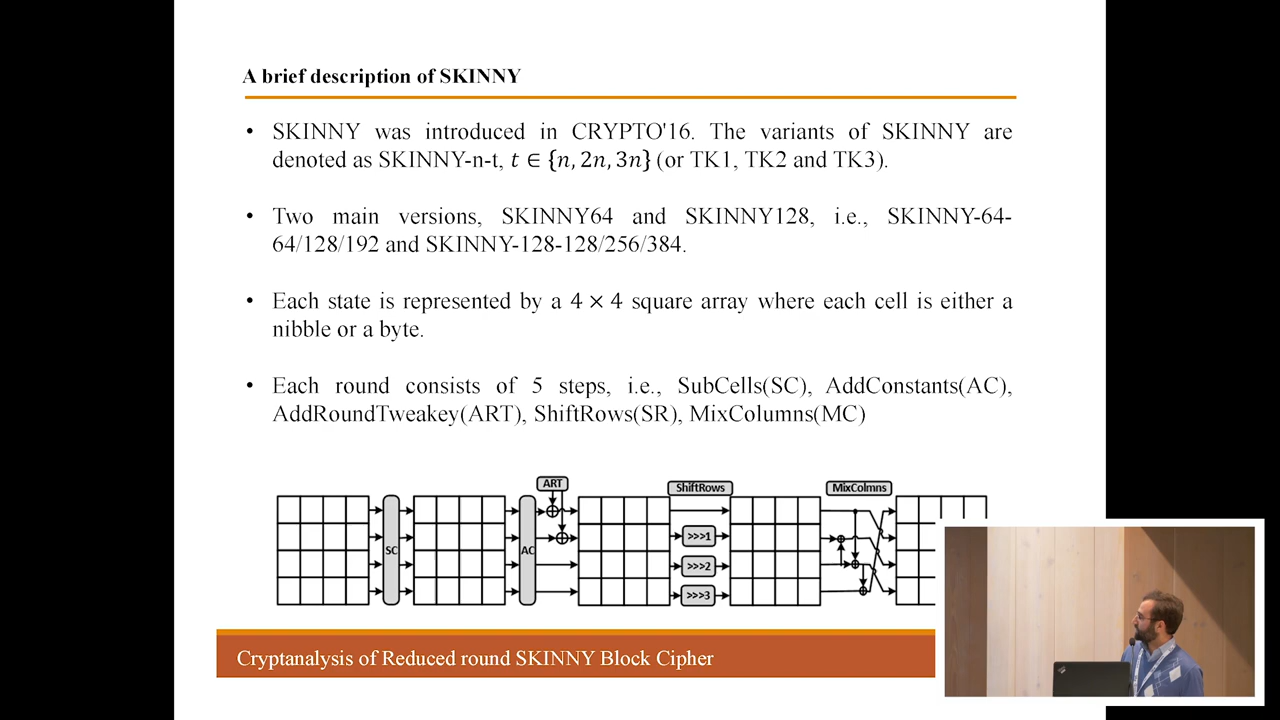 A brief description of SKINNY
• SKINNY was introduced in CRYPTO'16. The variants of SKINNY are
denoted as SKINNY-n-t, t ∈ {n, 2n, 3n} (or TK1, TK2 and TK3).
• Two main versions, SKINNY64 and SKINNY128, i.e., SKINNY-64-
64/128/192 and SKINNY-128-128/256/384.
• Each state is represented by a 4 × 4 square array where each cell is either a
nibble or a byte.
• Each round consists of 5 steps, i.e., SubCells(SC), AddConstants(AC),
AddRoundTweakey(ART), ShiftRows(SR), MixColumns(MC)
ART
ShiftRows
MixColmns
SC
AC
>>>1
>>>2
>>>3
Cryptanalysis of Reduced round SKINNY Block Cipher